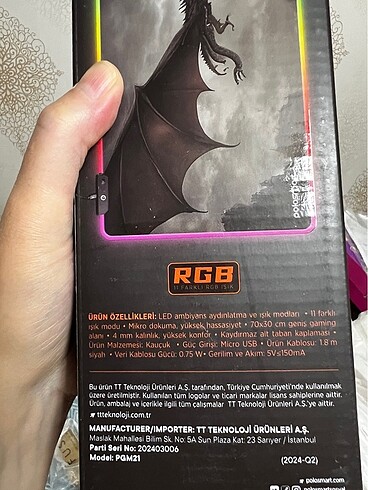 polosmart
RGB
11 FARKLI RGB IŞIK
ÜRÜN ÖZELLİKLERİ: LED ambiyans aydınlatma ve ışık modları • 11 farklı
ışık modu • Mikro dokuma, yüksek hassasiyet • 70x30 cm geniş gaming
alanı • 4 mm kalınlık, yüksek konfor • Kaydırmaz alt taban kaplaması •
Ürün Malzemesi: Kauçuk • Güç Girişi: Micro USB • Ürün Kablosu: 1.8 m
siyah • Veri Kablosu Gücü: 0.75 W• Gerilim ve Akım: 5V≤150mA
Bu ürün TT Teknoloji Ürünleri A.Ş. tarafından, Türkiye Cumhuriyeti'nde kullanılmak
üzere üretilmiştir. Kullanılan tüm logolar ve ticari markalar lisans sahiplerine aittir.
Ürün, ambalaj ve içerikle ilgili tüm çalışmalar TT Teknoloji Ürünleri A.Ş.'ye aittir.
ttteknoloji.com.tr
MANUFACTURER/IMPORTER: TT TEKNOLOJİ ÜRÜNLERİ A.Ş.
Maslak Mahallesi Bilim Sk. No: 5A Sun Plaza Kat: 23 Sarıyer / İstanbul
Parti Seri No: 202403006
Model: PGM21
(2024-Q2)
polosmart.com